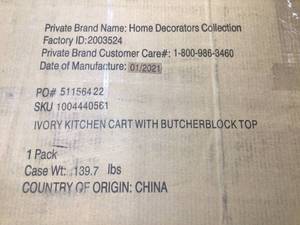 Private Brand Name: Home Decorators Collection
Factory ID:2003524
Private Brand Customer Care#: 1-800-986-3460
Date of Manufacture: 01/2021
PO# 51156422
SKU 1004440561
IVORY KITCHEN CART WITH BUTCHERBLOCK TOP
1 Pack
Case Wt: 139.7 lbs
COUNTRY OF ORIGIN: CHINA